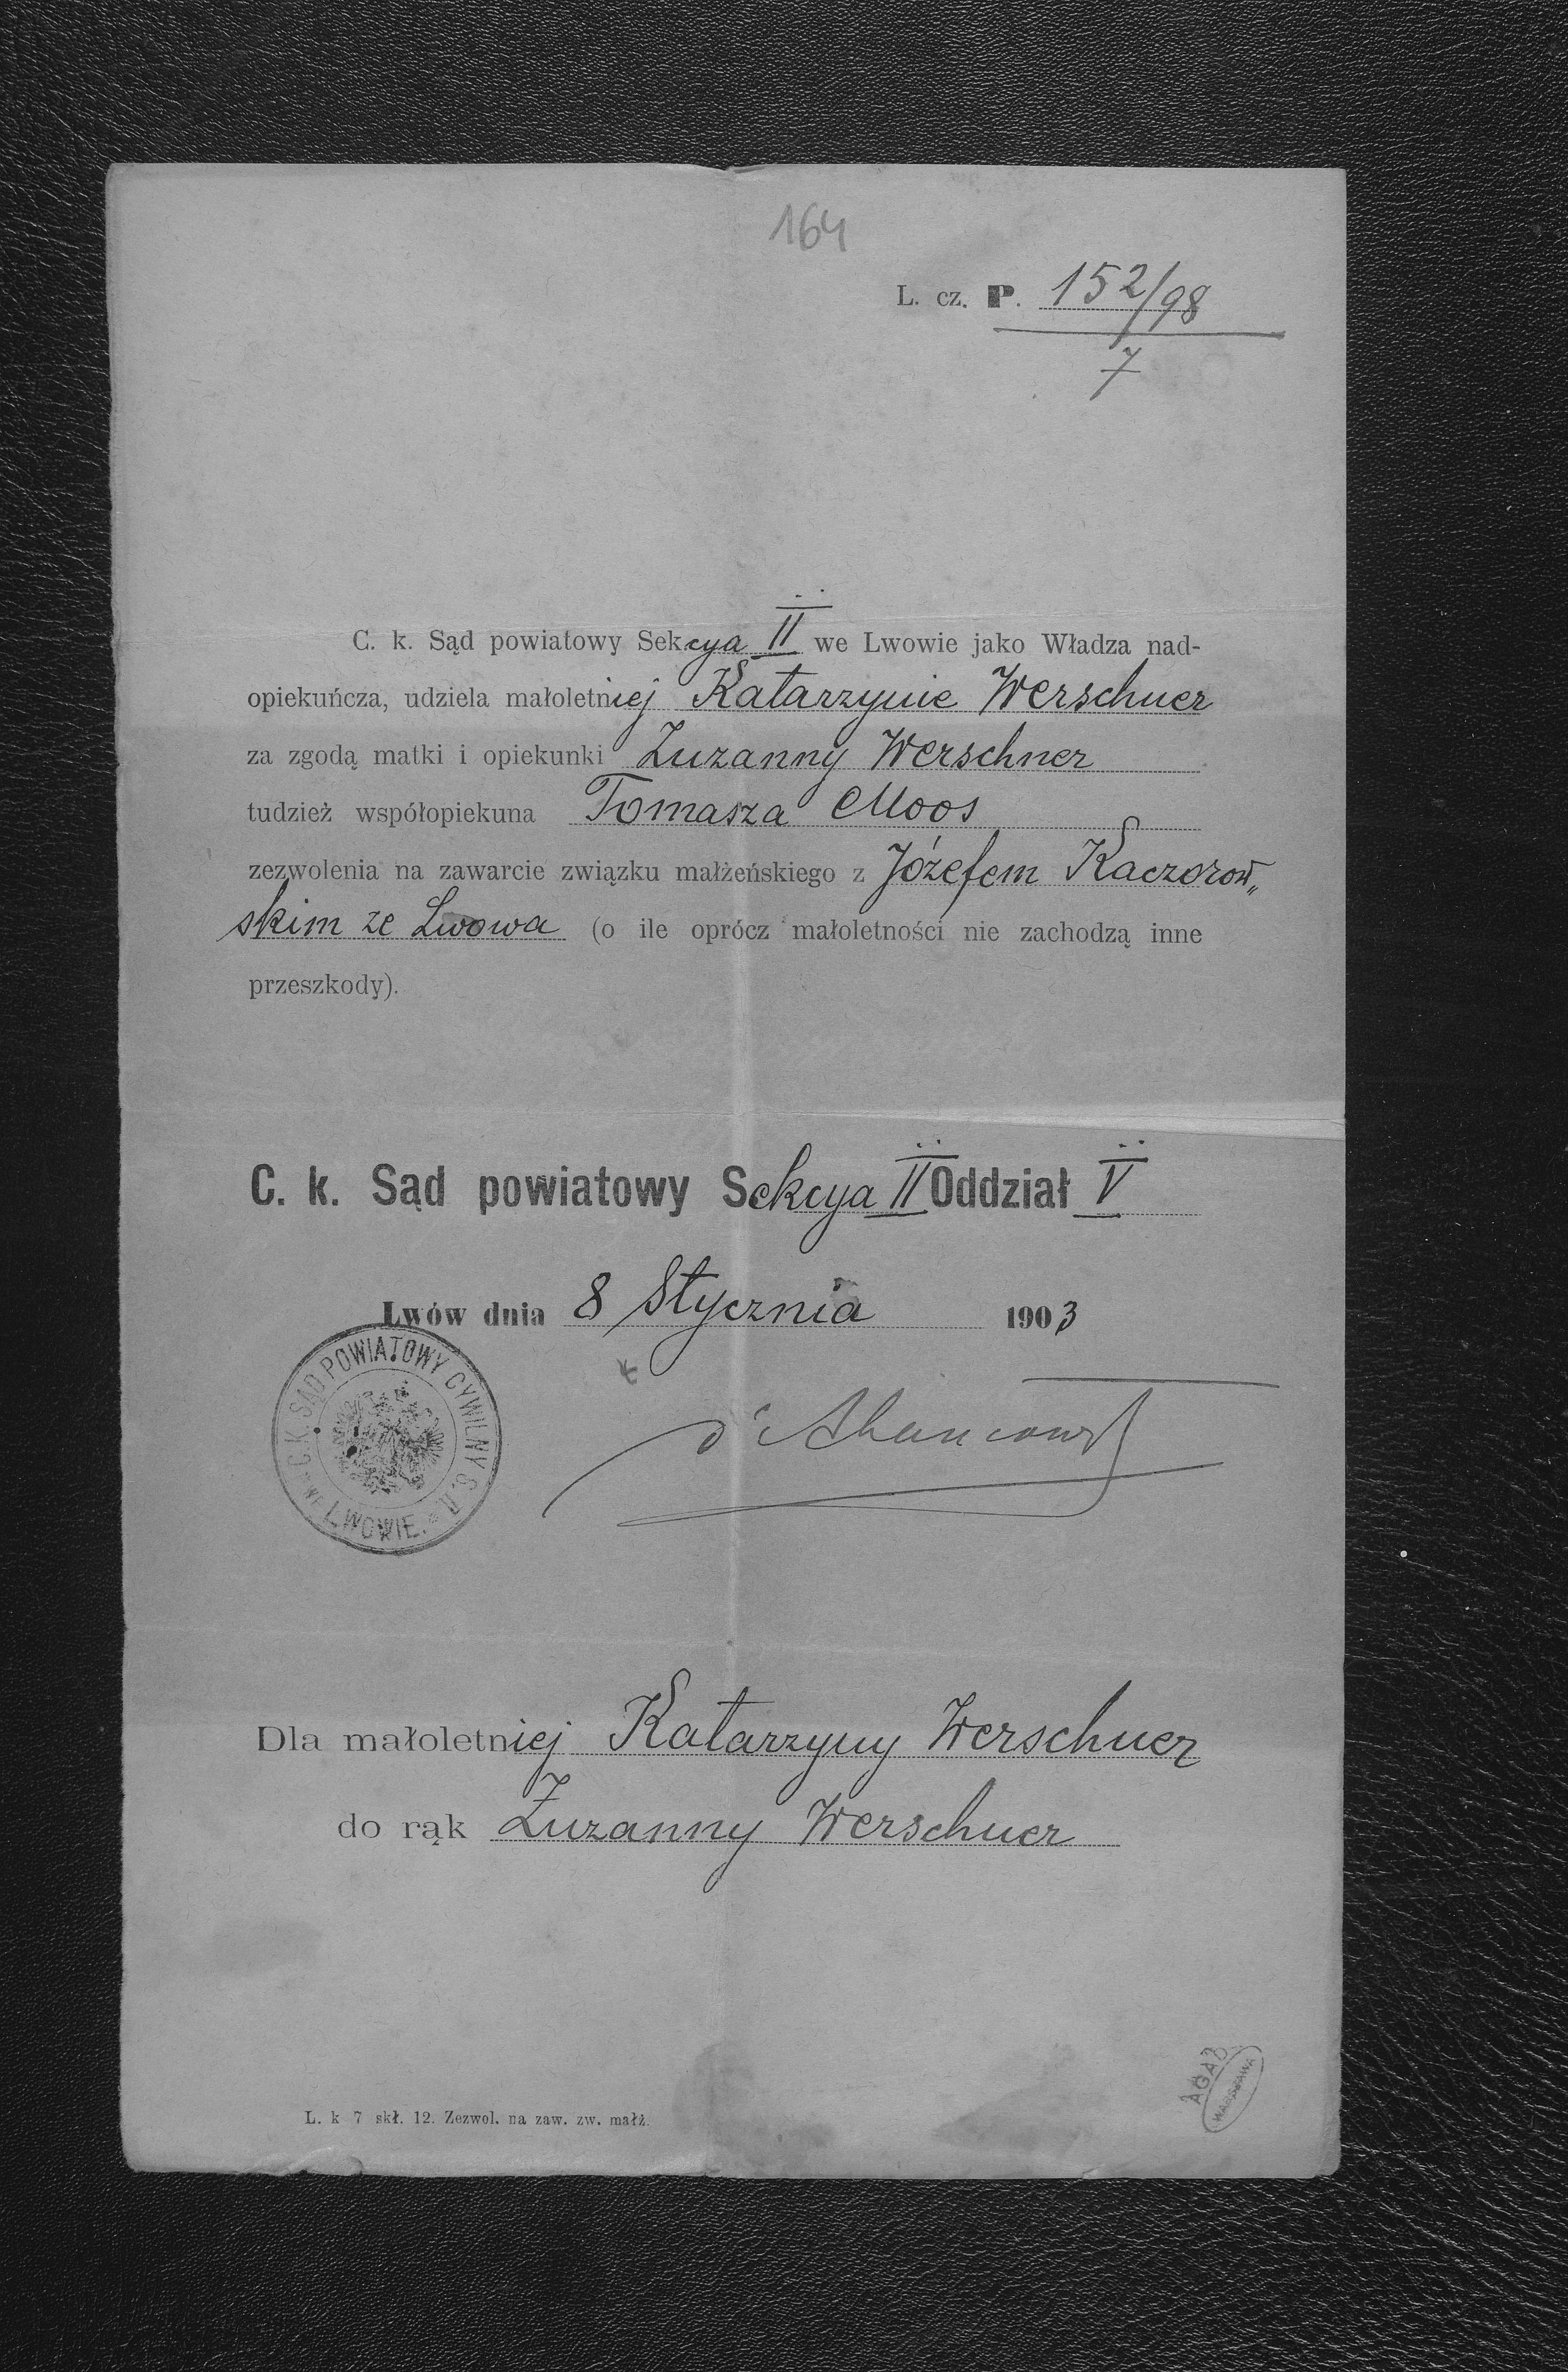 164
L. cz. P. 152/98
7
C. k. Sąd powiatowy Sekcya II we Lwowie jako Władza nad-
opiekuńcza, udziela małoletniej Katarzynie Werschner
za zgodą matki i opiekunki Zuzanny Werschner
tudzież współopiekuna Tomasza Moos
zezwolenia na zawarcie związku małżeńskiego z Józefem Kaczorow„
skim ze Lwowa (o ile oprócz małoletności nie zachodzą inne
przeszkody).
C. k. Sąd powiatowy Sekcya II Oddział V
Lwów dnia 8 Stycznia 1903
C. K. SĄD POWIATOWY CYWILNY S. II.
WE LWOWIE.
Dla małoletniej Katarzyny Werschner
do rąk Zuzanny Werschner
L. k 7 skł. 12. Zezwol. na zaw. zw. małż.
AGAD
WARSZAWA